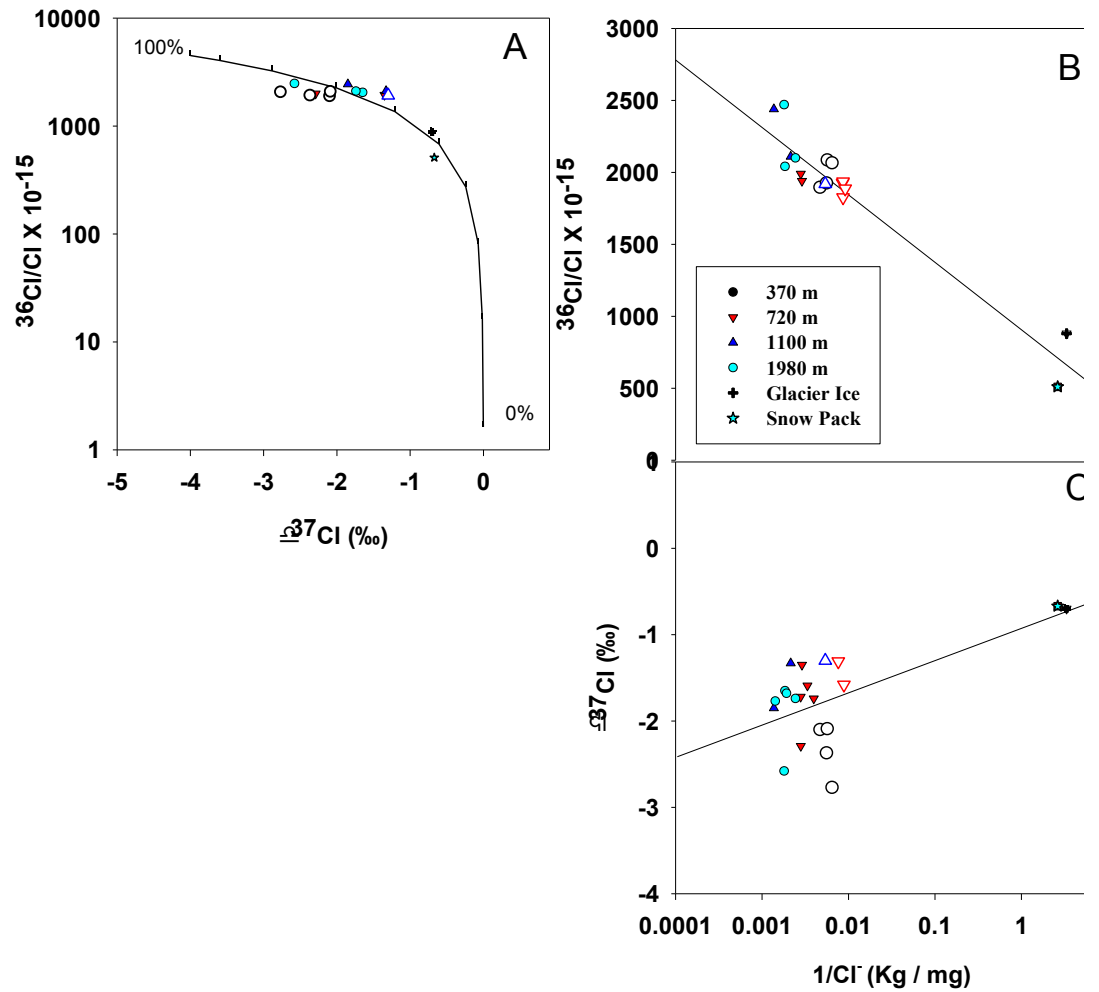 A
10000
1000
100
10
1
100%
0%
36Cl/Cl X 10-15
-5 -4 -3 -2 -1 0
37Cl (‰)
B
3000
2500
2000
1500
1000
500
0
36Cl/Cl X 10-15
370 m
720 m
1100 m
1980 m
Glacier Ice
Snow Pack
C
1
0
-1
-2
-3
-4
37Cl (‰)
0.0001 0.001 0.01 0.1 1
1/Cl- (Kg / mg)